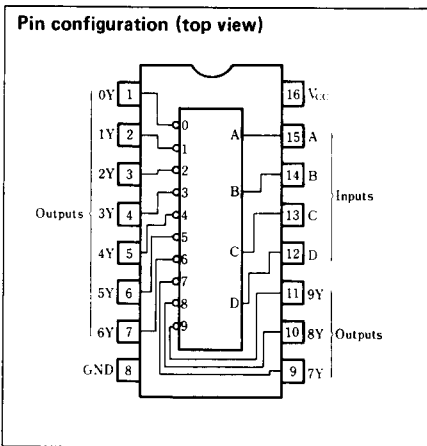 Pin configuration (top view)
0Y 1
1Y 2
2Y 3
3Y 4
4Y 5
5Y 6
6Y 7
GND 8
Outputs
0
1
2
3
4
5
6
7
8
9
A
B
C
D
16 Vcc
15 A
14 B
13 C
12 D
11 9Y
10 8Y
9 7Y
Inputs
Outputs